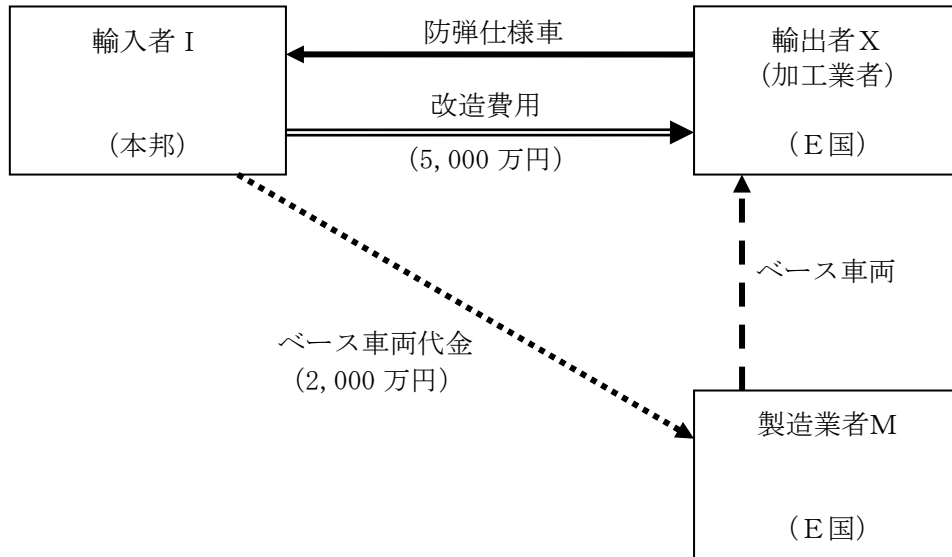 輸入者Ｉ
(本邦)
防弾仕様車
改造費用
(5,000 万円)
輸出者Ｘ
(加工業者)
(Ｅ国)
ベース車両
ベース車両代金
(2,000 万円)
製造業者Ｍ
(Ｅ国)